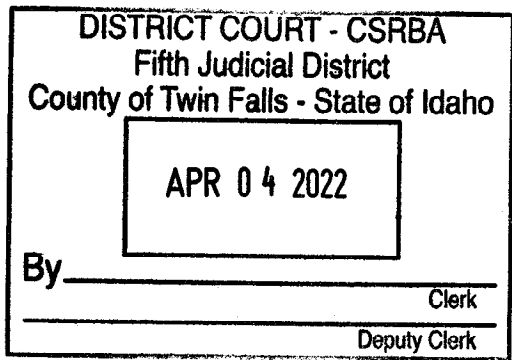 DISTRICT COURT - CSRBA
Fifth Judicial District
County of Twin Falls - State of Idaho
APR 04 2022
By
Clerk
Deputy Clerk